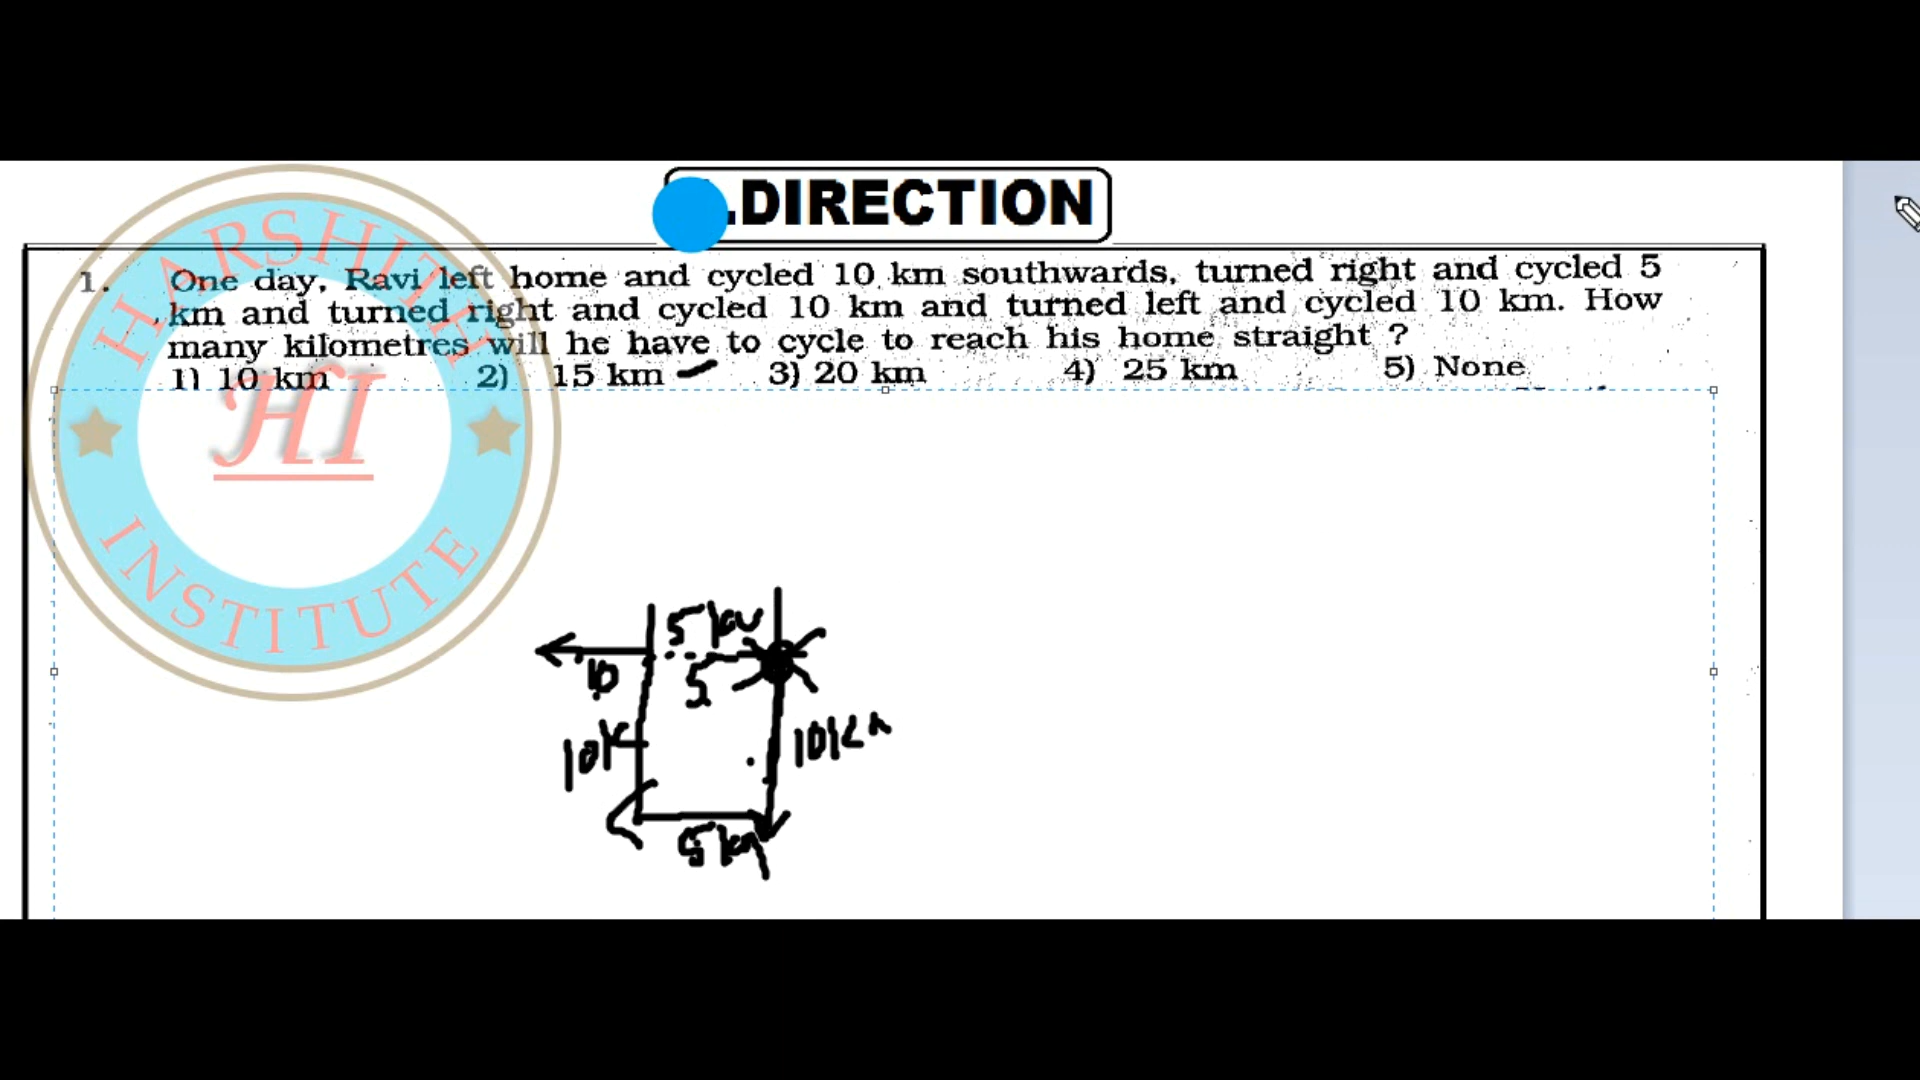 .DIRECTION
1. One day, Ravi left home and cycled 10 km southwards, turned right and cycled 5
km and turned right and cycled 10 km and turned left and cycled 10 km. How
many kilometres will he have to cycle to reach his home straight ?
1) 10 km 2) 15 km 3) 20 km 4) 25 km 5) None
HARSHITH
HI
INSTITUTE
5
10 5
10k
5 km